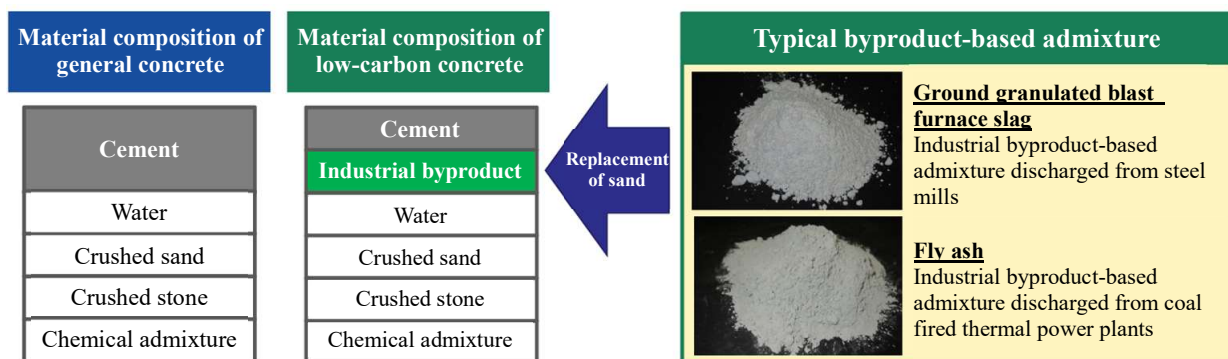 Material composition of
general concrete
Cement
Water
Crushed sand
Crushed stone
Chemical admixture
Material composition of
low-carbon concrete
Cement
Industrial byproduct
Water
Crushed sand
Crushed stone
Chemical admixture
Replacement
of sand
Typical byproduct-based admixture
Ground granulated blast
furnace slag
Industrial byproduct-based
admixture discharged from steel
mills
Fly ash
Industrial byproduct-based
admixture discharged from coal
fired thermal power plants